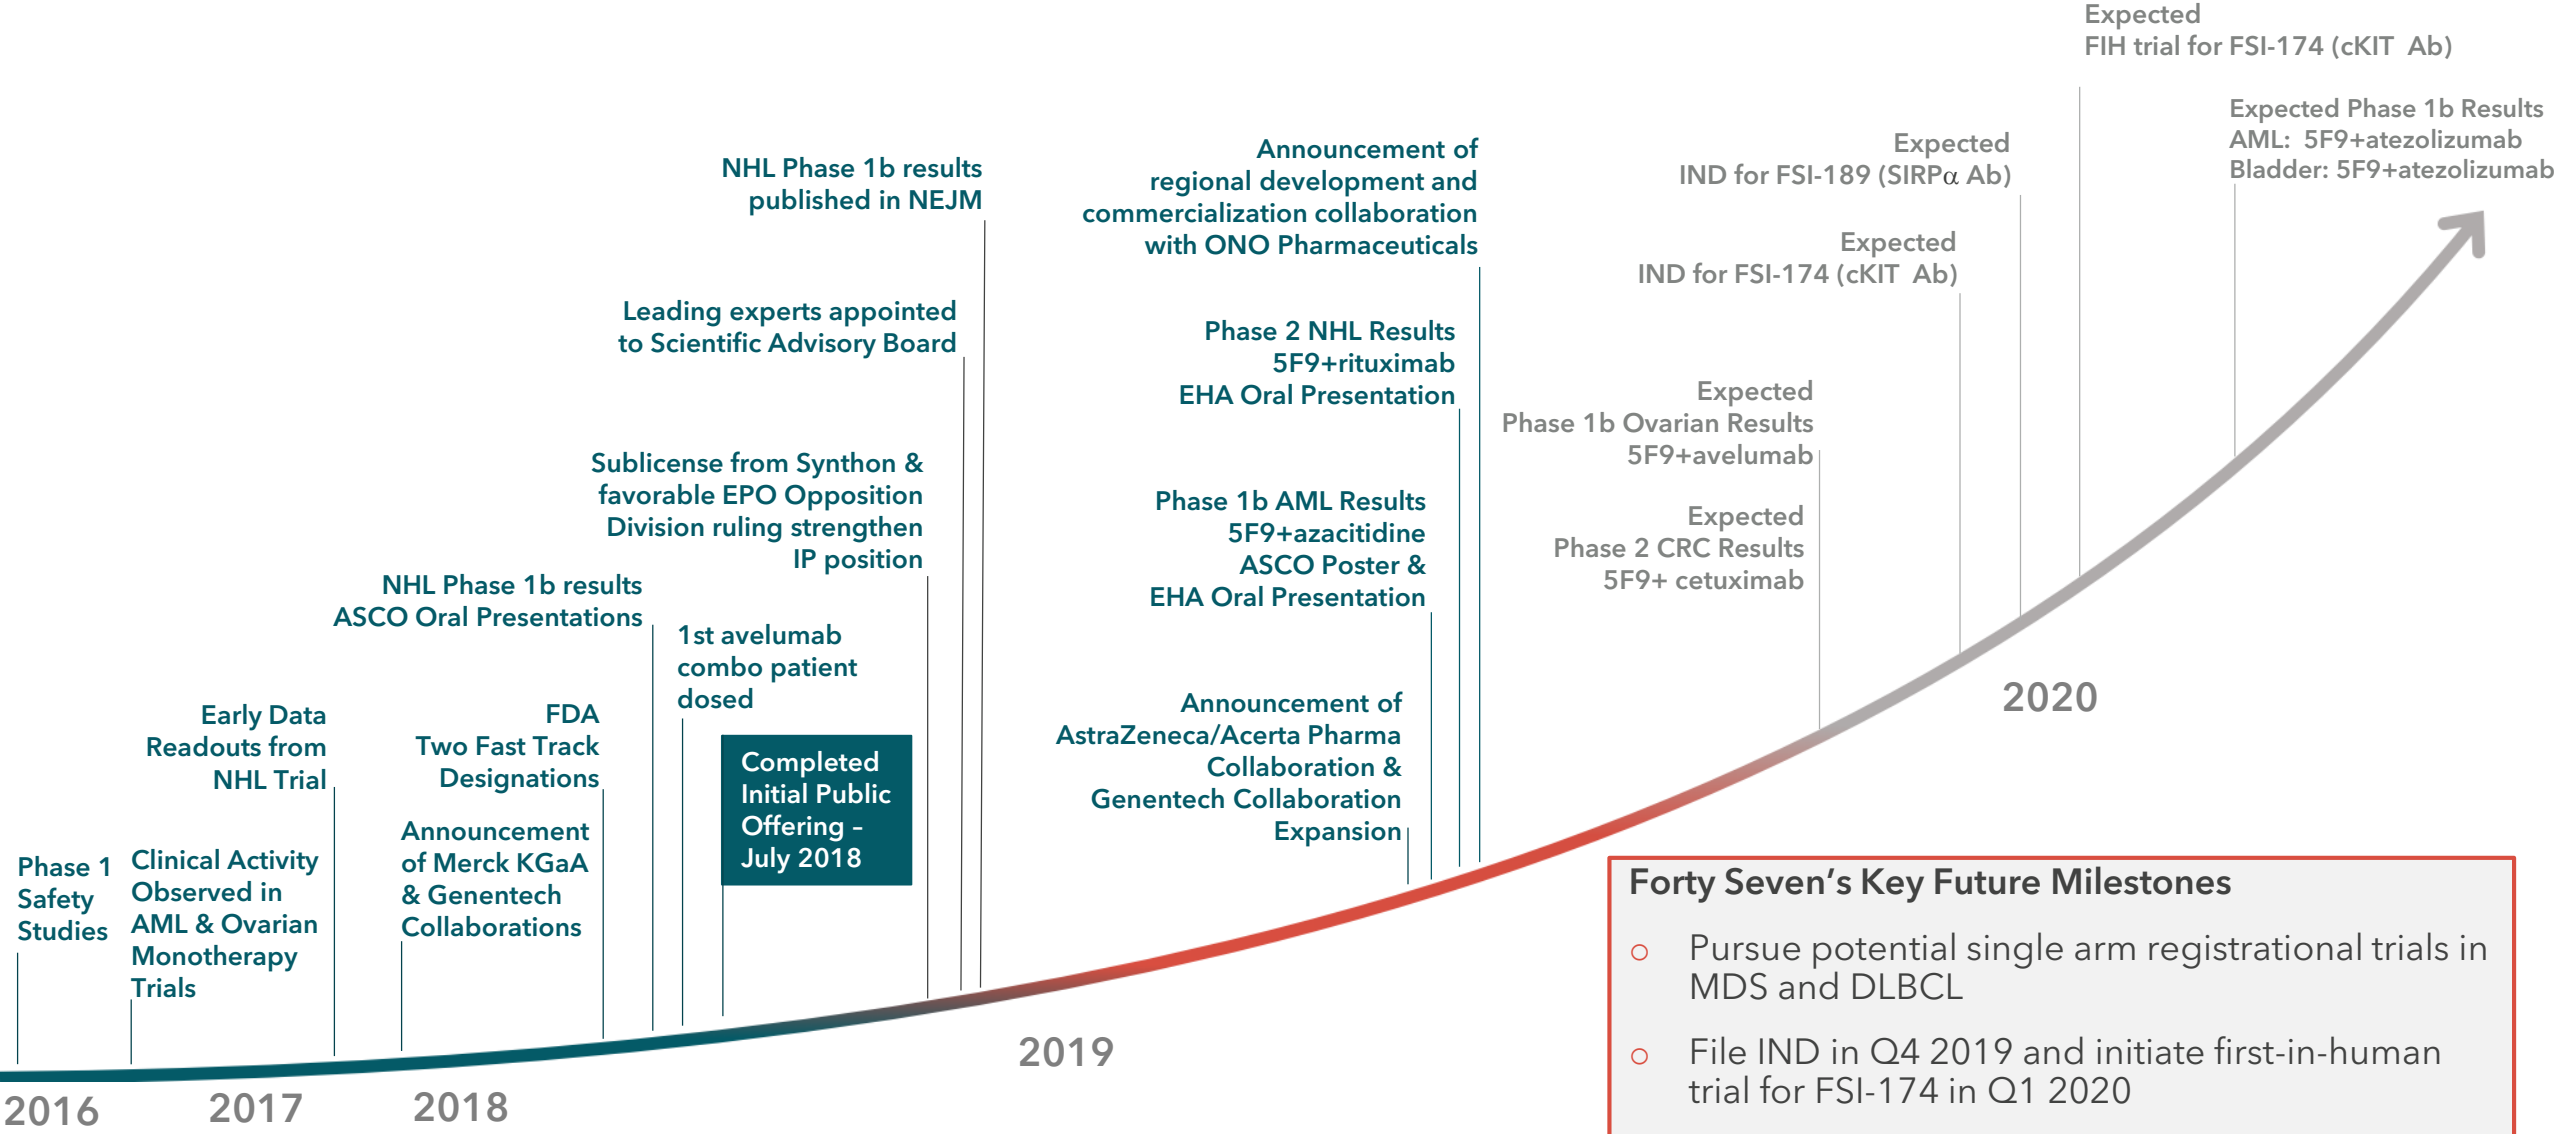 Phase 1
Safety
Studies
Clinical Activity
Observed in
AML & Ovarian
Monotherapy
Trials
Early Data
Readouts from
NHL Trial
Announcement
of Merck KGaA
& Genentech
Collaborations
FDA
Two Fast Track
Designations
NHL Phase 1b results
ASCO Oral Presentations
1st avelumab
combo patient
dosed
Completed
Initial Public
Offering –
July 2018
Sublicense from Synthon &
favorable EPO Opposition
Division ruling strengthen
IP position
Leading experts appointed
to Scientific Advisory Board
NHL Phase 1b results
published in NEJM
Announcement of
AstraZeneca/Acerta Pharma
Collaboration &
Genentech Collaboration
Expansion
Phase 1b AML Results
5F9+azacitidine
ASCO Poster &
EHA Oral Presentation
Phase 2 NHL Results
5F9+rituximab
EHA Oral Presentation
Announcement of
regional development and
commercialization collaboration
with ONO Pharmaceuticals
Expected
Phase 2 CRC Results
5F9+ cetuximab
Expected
Phase 1b Ovarian Results
5F9+avelumab
Expected
IND for FSI-174 (cKIT Ab)
Expected
IND for FSI-189 (SIRPα Ab)
Expected
FIH trial for FSI-174 (cKIT Ab)
Expected Phase 1b Results
AML: 5F9+atezolizumab
Bladder: 5F9+atezolizumab
2016
2017
2018
2019
2020
Forty Seven’s Key Future Milestones
o Pursue potential single arm registrational trials in
MDS and DLBCL
o File IND in Q4 2019 and initiate first-in-human
trial for FSI-174 in Q1 2020